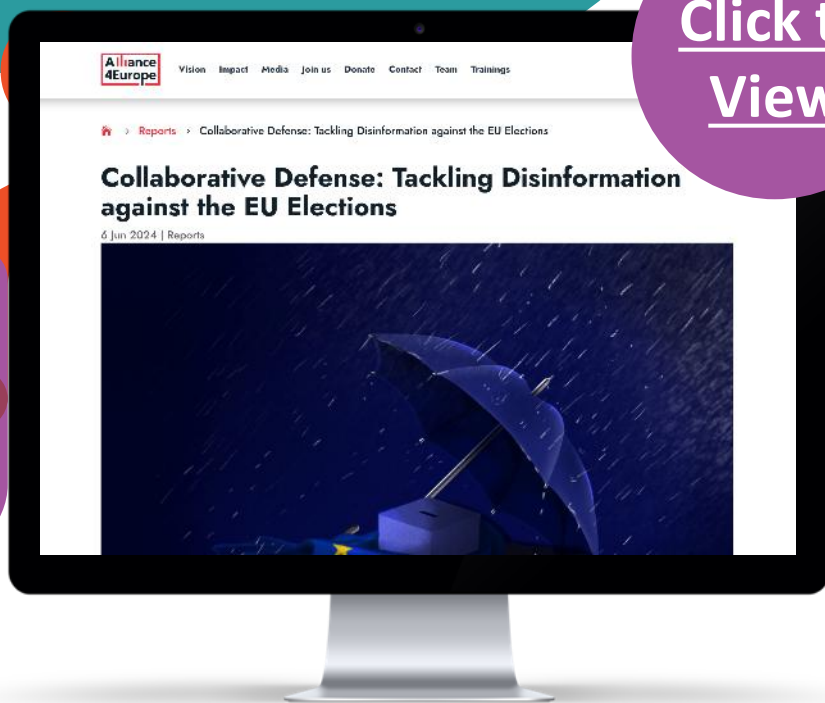 Click t
View
Alliance
4Europe
Vision Impact Media Join us Donate Contact Team Trainings
Reports > Collaborative Defense: Tackling Disinformation against the EU Elections
Collaborative Defense: Tackling Disinformation
against the EU Elections
6 Jun 2024 | Reports